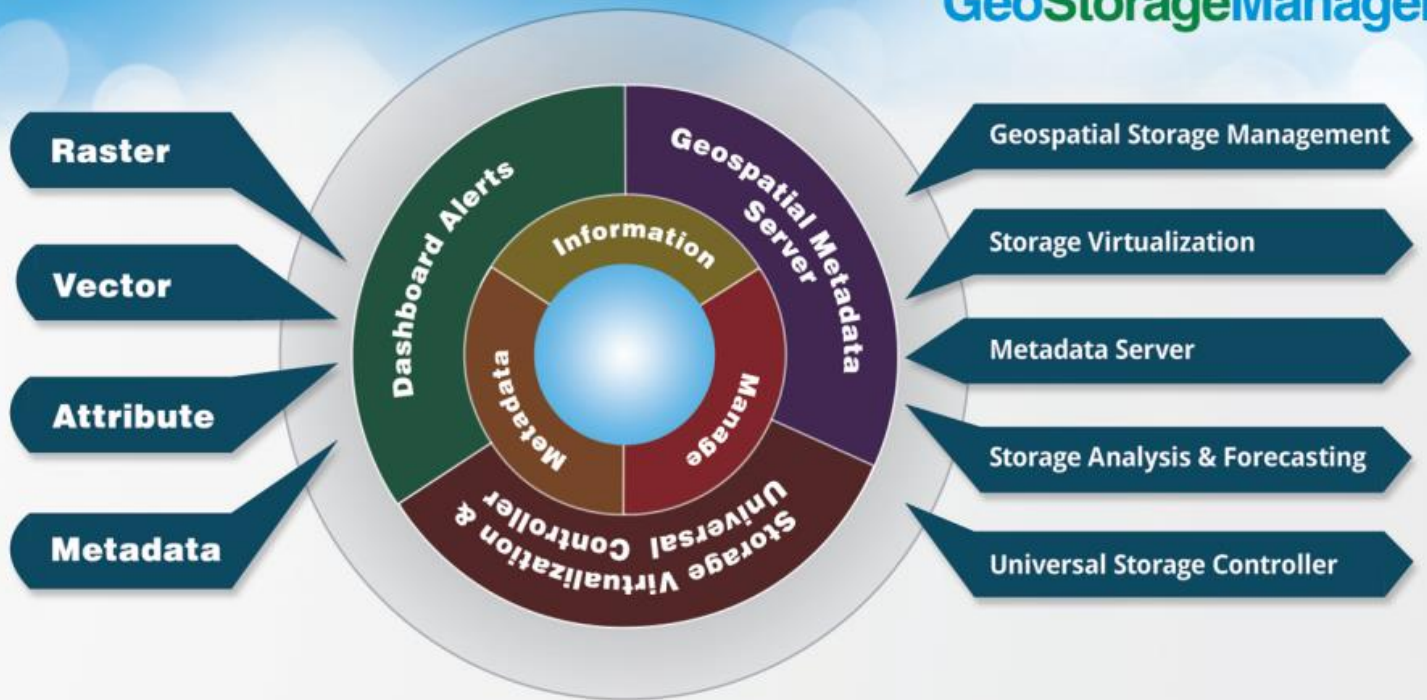 GeoStorageManager
Raster
Vector
Attribute
Metadata
Dashboard Alerts
Geospatial Metadata
Server
Storage Virtualization &
Universal Controller
Information
Manage
Metadata
Geospatial Storage Management
Storage Virtualization
Metadata Server
Storage Analysis & Forecasting
Universal Storage Controller